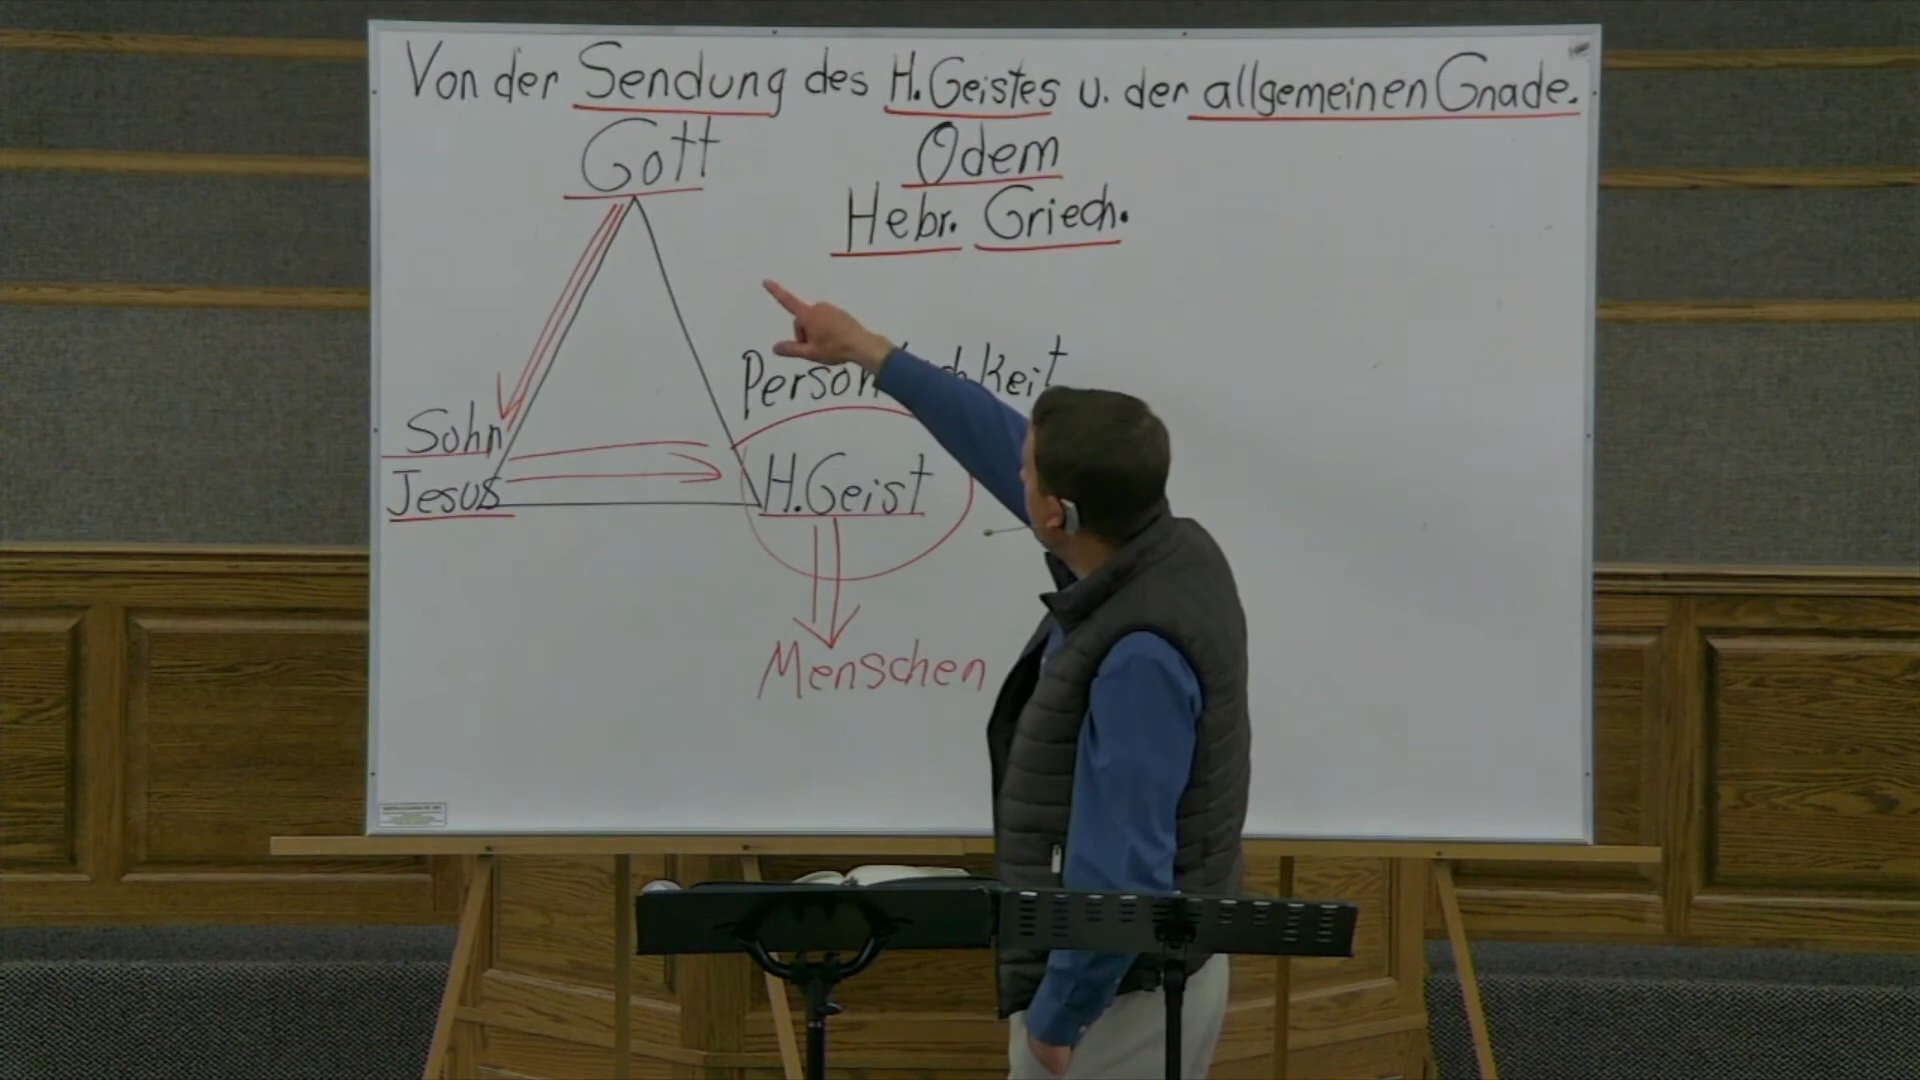 Von der Sendung des H. Geistes u. der allgemeinen Gnade.
Gott
Odem
Hebr. Griech.
Sohn
Jesus
H. Geist
Menschen